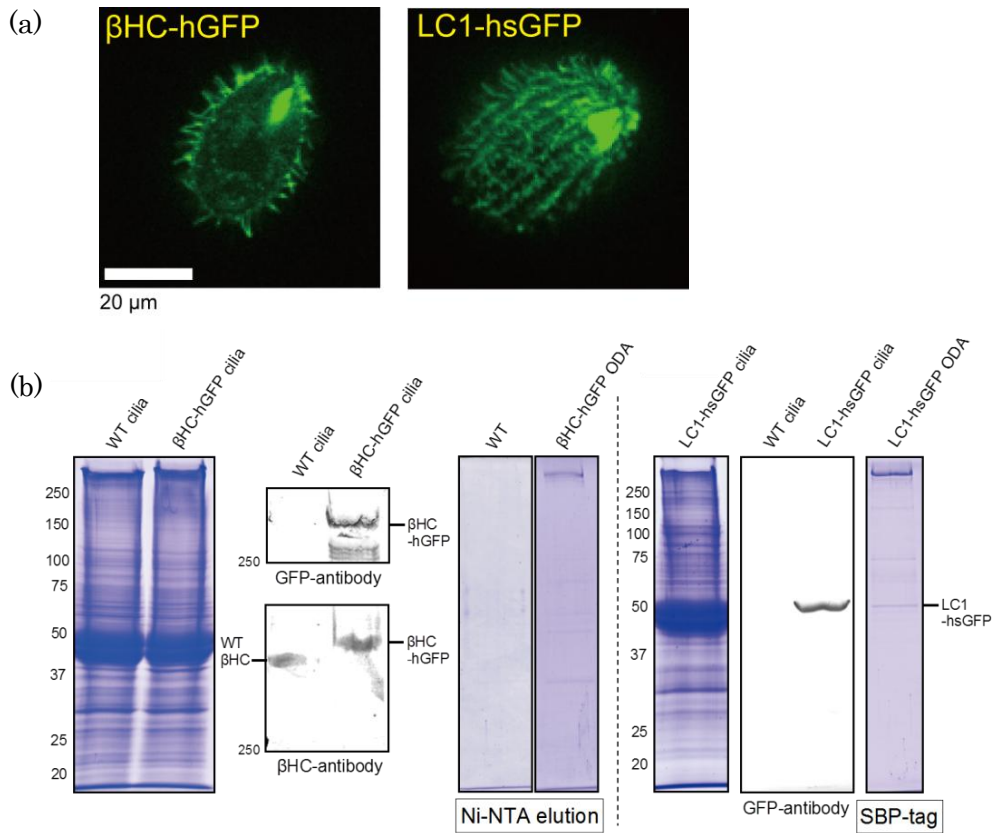 (a)
βHC-hGFP
LC1-hsGFP
20 μm
(b)
WT cilia
βHC-hGFP cilia
250
150
100
75
50
37
25
20
WT cilia
βHC-hGFP cilia
βHC
-hGFP
250
GFP-antibody
WT
βHC
βHC
-hGFP
250
βHC-antibody
WT
βHC-hGFP ODA
Ni-NTA elution
LC1-hsGFP cilia
250
150
100
75
50
37
25
20
WT cilia
LC1-hsGFP cilia
GFP-antibody
LC1-hsGFP ODA
LC1
-hsGFP
SBP-tag